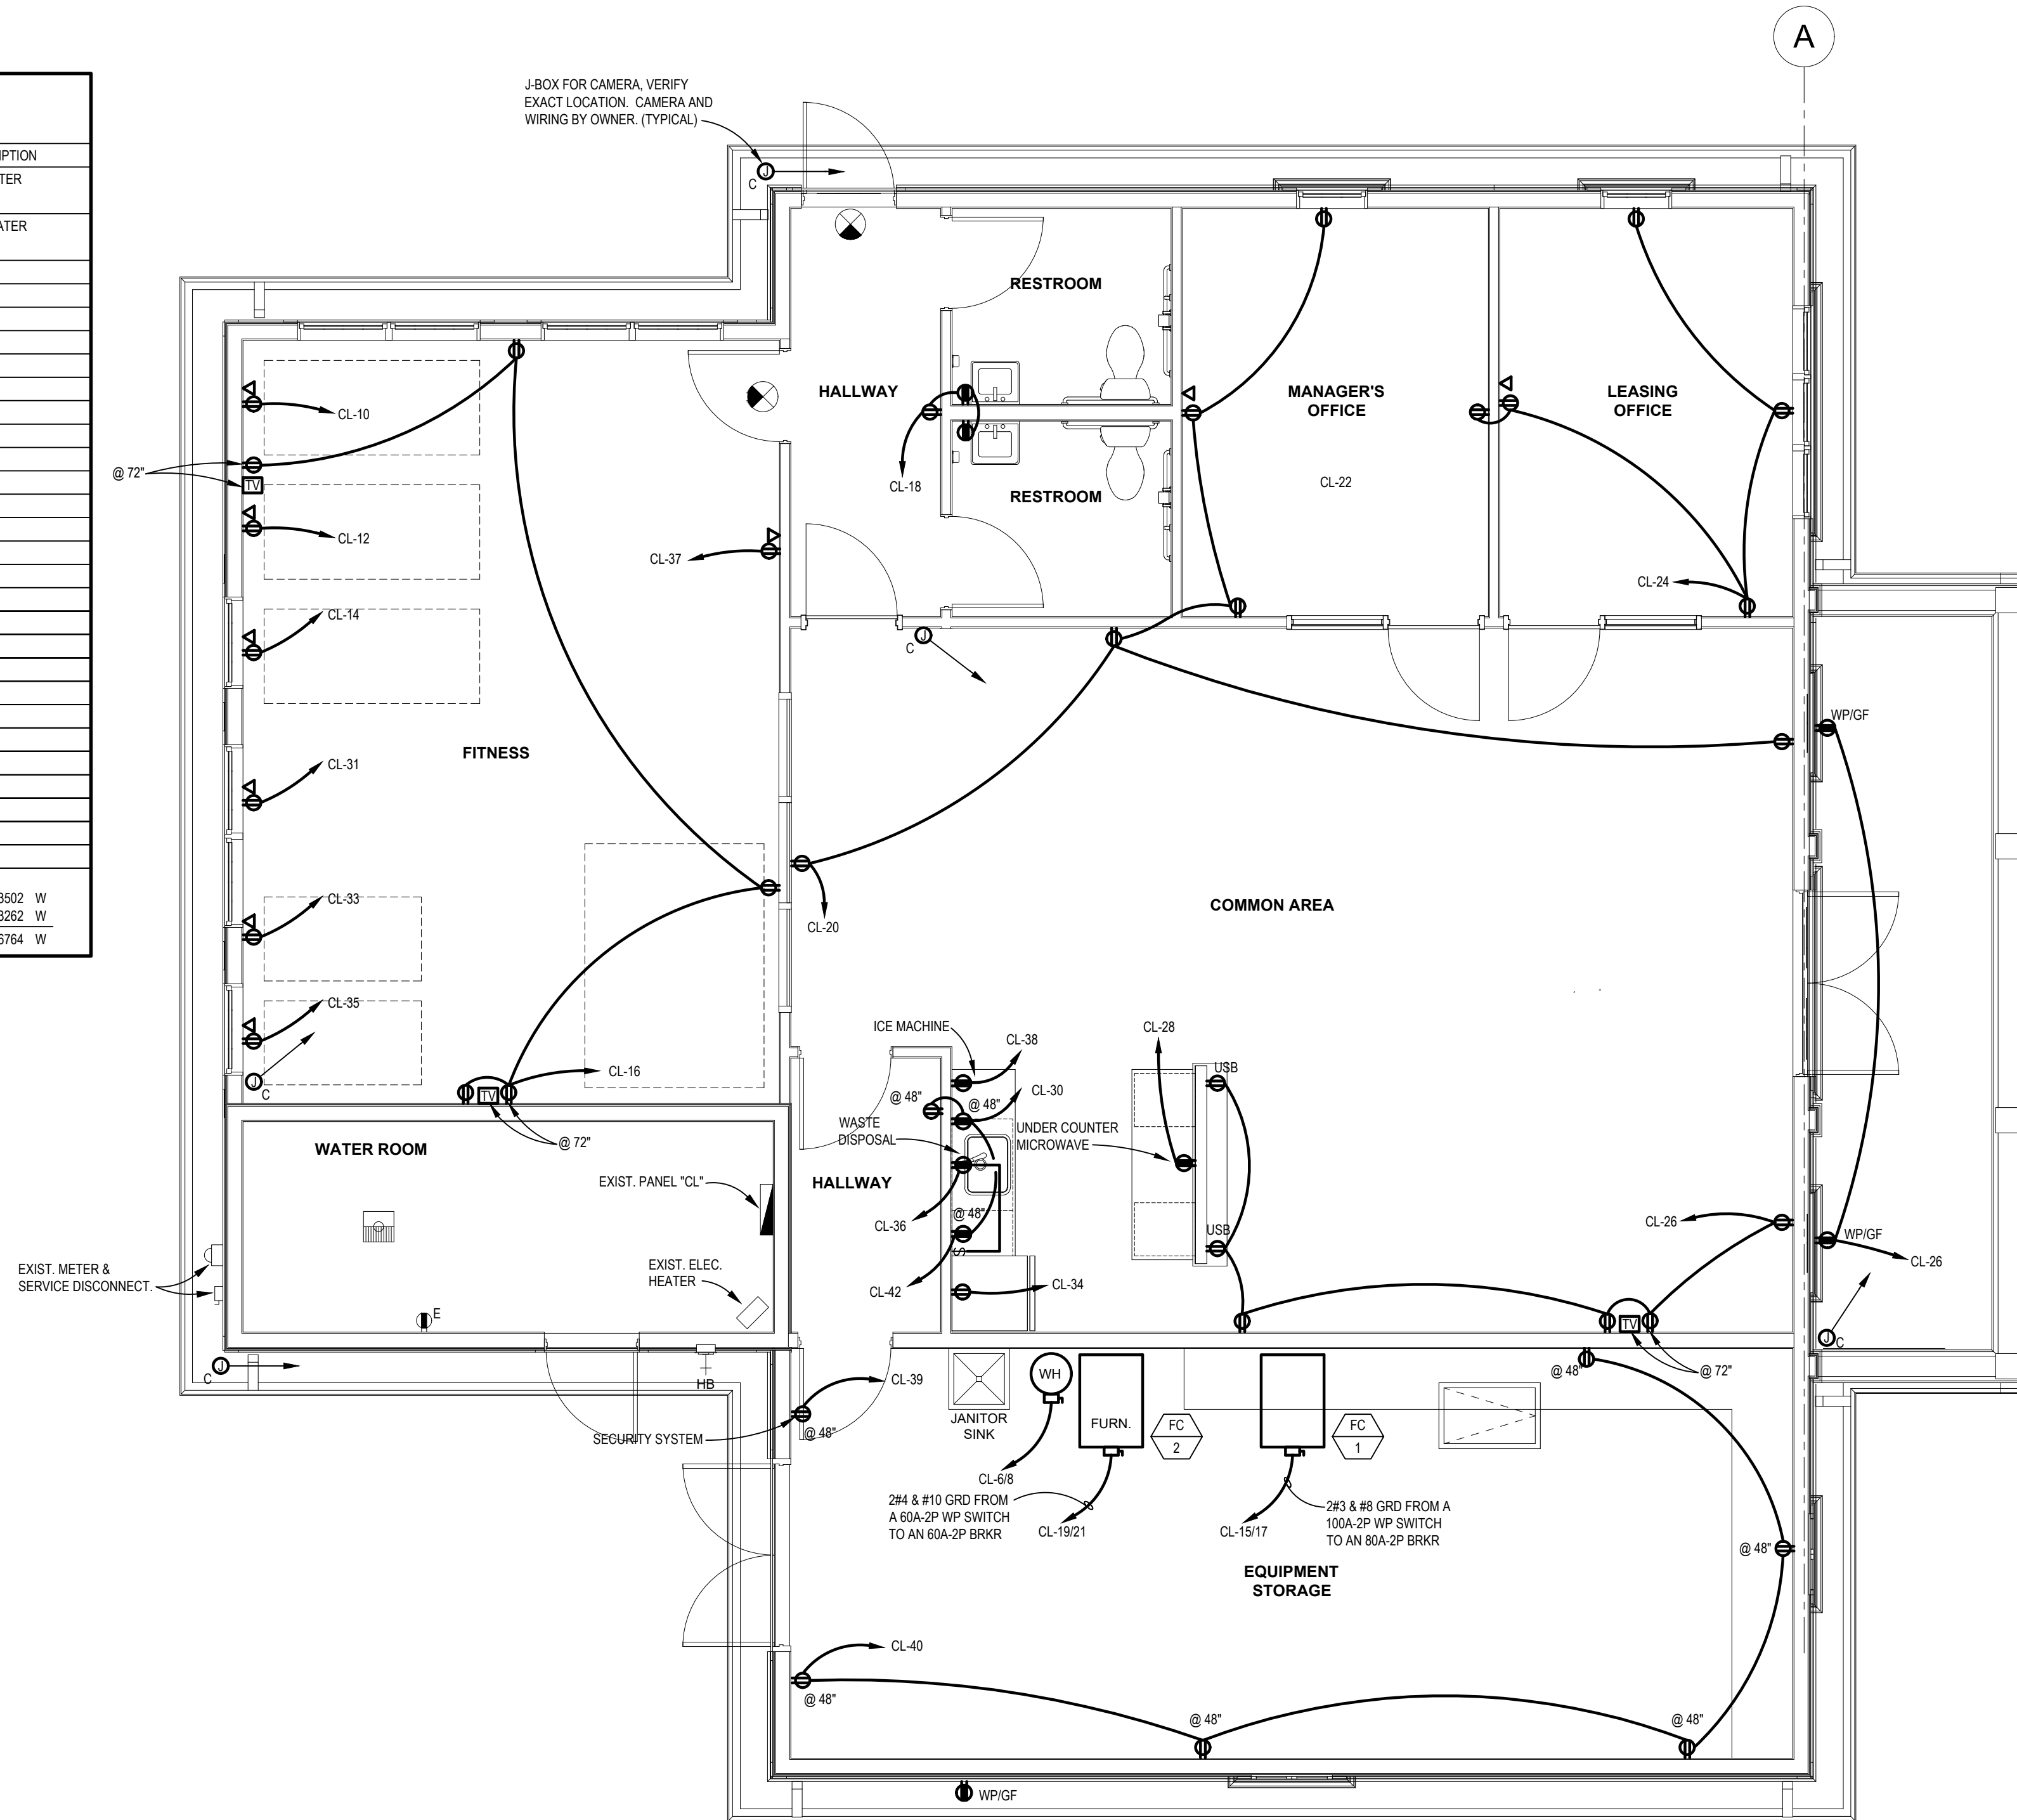 A
J-BOX FOR CAMERA, VERIFY
EXACT LOCATION. CAMERA AND
WIRING BY OWNER. (TYPICAL)
J
C
RESTROOM
HALLWAY
MANAGER'S
OFFICE
LEASING
OFFICE
CL-10
@ 72"
TV
CL-18
CL-22
RESTROOM
CL-12
CL-37
CL-24
CL-14
J
C
WP/GF
FITNESS
CL-31
CL-33
COMMON AREA
CL-20
CL-35
J
C
CL-16
TV
@ 72"
ICE MACHINE
CL-38
CL-28
USB
CL-30
@ 48"
@ 48"
WASTE
DISPOSAL
UNDER COUNTER
MICROWAVE
WATER ROOM
EXIST. PANEL "CL"
HALLWAY
CL-36
@ 48"
S
USB
CL-26
WP/GF
CL-26
EXIST. METER &
SERVICE DISCONNECT.
EXIST. ELEC.
HEATER
CL-42
CL-34
E
TV
J
C
J
C
HB
@ 48"
@ 72"
CL-39
SECURITY SYSTEM
@ 48"
JANITOR
SINK
WH
FURN.
FC
2
FC
1
CL-6/8
2#4 & #10 GRD FROM
A 60A-2P WP SWITCH
TO AN 60A-2P BRKR
CL-19/21
CL-15/17
2#3 & #8 GRD FROM A
100A-2P WP SWITCH
TO AN 80A-2P BRKR
@ 48"
EQUIPMENT
STORAGE
CL-40
@ 48"
@ 48"
@ 48"
WP/GF
3502 W
3262 W
6764 W